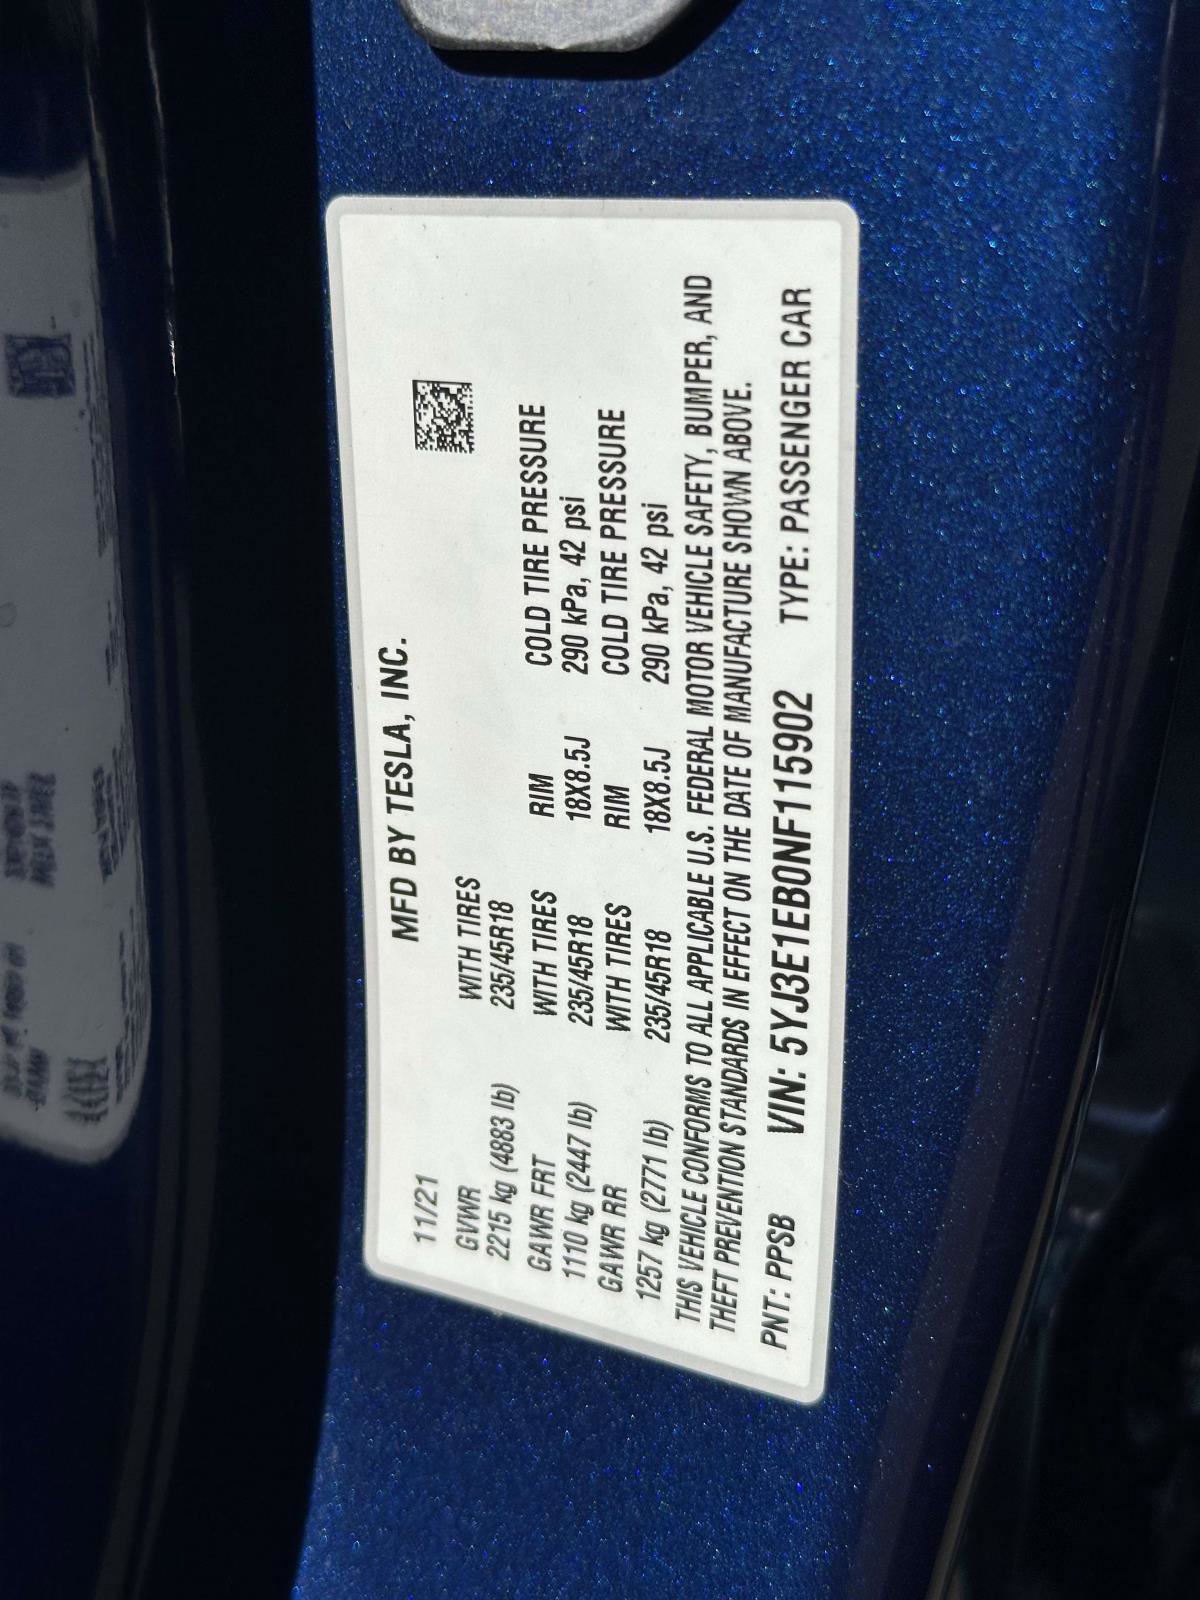 MFD BY TESLA, INC.
11/21
GVWR WITH TIRES
2215 kg (4883 lb) 235/45R18
GAWR FRT WITH TIRES RIM COLD TIRE PRESSURE
1110 kg (2447 lb) 235/45R18 18X8.5J 290 kPa, 42 psi
GAWR RR WITH TIRES RIM COLD TIRE PRESSURE
1257 kg (2771 lb) 235/45R18 18X8.5J 290 kPa, 42 psi
THIS VEHICLE CONFORMS TO ALL APPLICABLE U.S. FEDERAL MOTOR VEHICLE SAFETY, BUMPER, AND
THEFT PREVENTION STANDARDS IN EFFECT ON THE DATE OF MANUFACTURE SHOWN ABOVE.
PNT: PPSB VIN: 5YJ3E1EB0NF115902 TYPE: PASSENGER CAR